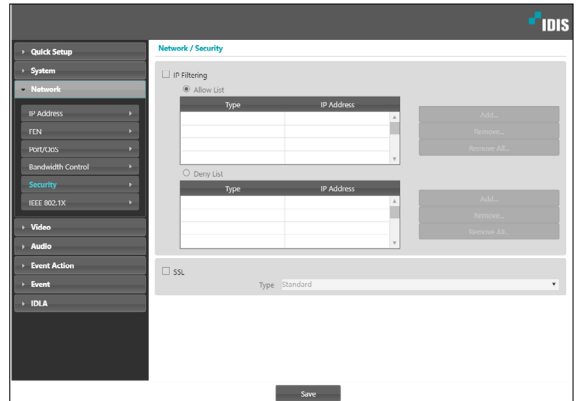 IDIS
Quick Setup
System
Network
IP Address
FEN
Port/QoS
Bandwidth Control
Security
IEEE 802.1X
Video
Audio
Event Action
Event
IDLA
Network / Security
IP Filtering
Allow List
Type IP Address
Add...
Remove...
Remove All...
Deny List
Type IP Address
Add...
Remove...
Remove All...
SSL
Type Standard
Save